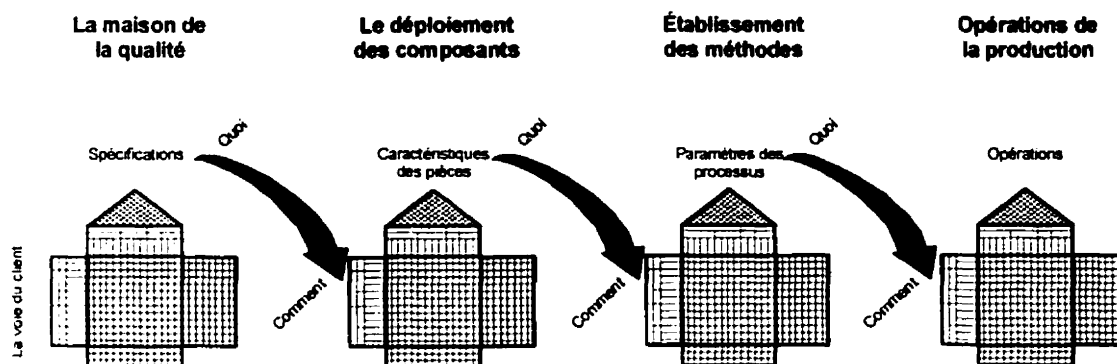 La maison de
la qualité
Le déploiement
des composants
Établissement
des méthodes
Opérations de
la production
Quoi
Quoi
Quoi
Spécifications
Caractéristiques
des pièces
Paramètres des
processus
Opérations
La voie du client
Comment
Comment
Comment